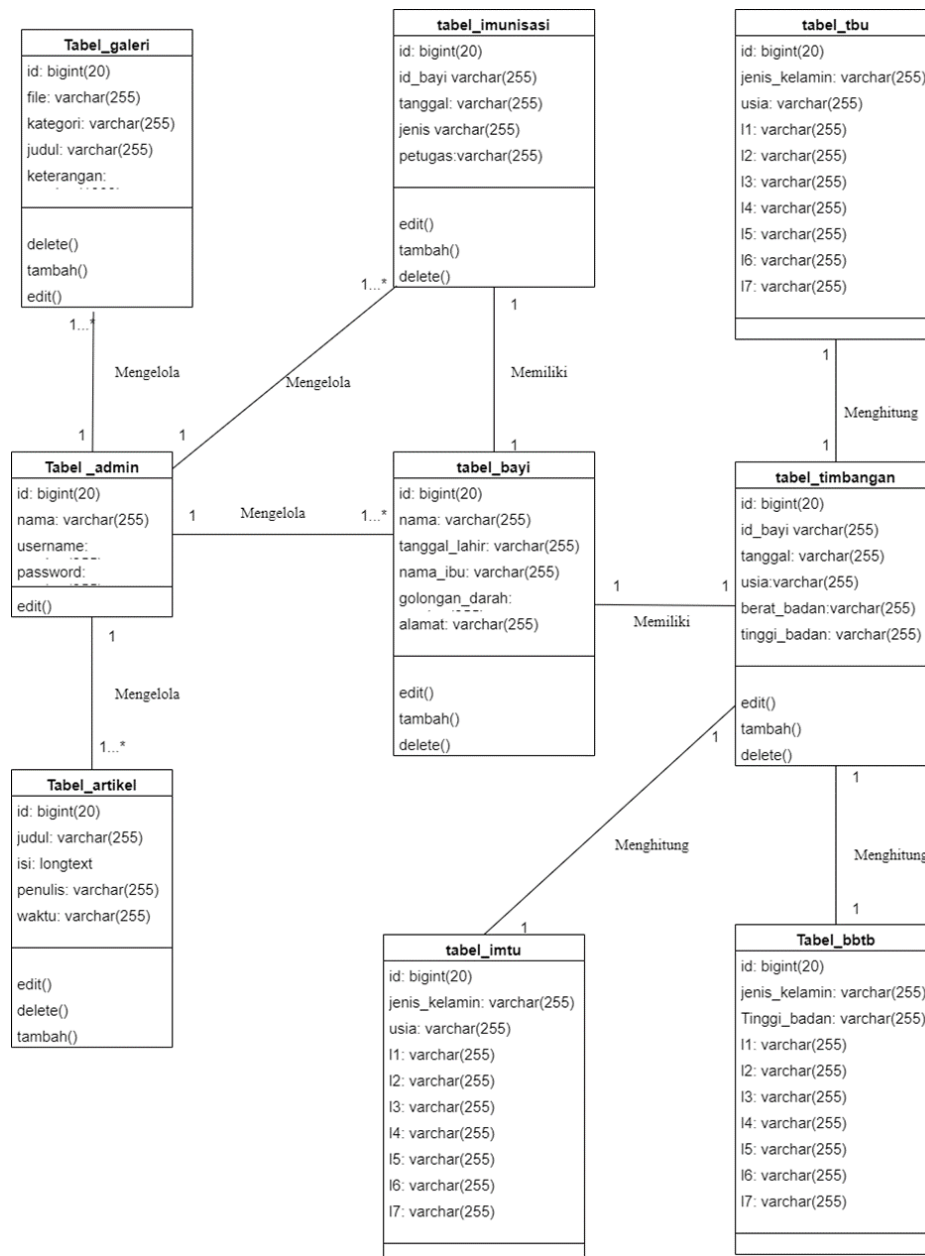 Tabel_galeri
id: bigint(20)
file: varchar(255)
kategori: varchar(255)
judul: varchar(255)
keterangan:
delete()
tambah()
edit()
tabel_imunisasi
id: bigint(20)
id_bayi varchar(255)
tanggal: varchar(255)
jenis varchar(255)
petugas:varchar(255)
edit()
tambah()
delete()
tabel_tbu
id: bigint(20)
jenis_kelamin: varchar(255)
usia: varchar(255)
l1: varchar(255)
l2: varchar(255)
l3: varchar(255)
l4: varchar(255)
l5: varchar(255)
l6: varchar(255)
l7: varchar(255)
1...*
Mengelola
1
1...*
Mengelola
1
1
Memiliki
1
1
Menghitung
1
Tabel _admin
id: bigint(20)
nama: varchar(255)
username:
password:
edit()
1
Mengelola
1...*
tabel_bayi
id: bigint(20)
nama: varchar(255)
tanggal_lahir: varchar(255)
nama_ibu: varchar(255)
golongan_darah:
alamat: varchar(255)
edit()
tambah()
delete()
1
Memiliki
1
tabel_timbangan
id: bigint(20)
id_bayi varchar(255)
tanggal: varchar(255)
usia:varchar(255)
berat_badan:varchar(255)
tinggi_badan: varchar(255)
edit()
tambah()
delete()
1
Mengelola
1...*
Tabel_artikel
id: bigint(20)
judul: varchar(255)
isi: longtext
penulis: varchar(255)
waktu: varchar(255)
edit()
delete()
tambah()
1
Menghitung
1
1
Menghitung
1
tabel_imtu
id: bigint(20)
jenis_kelamin: varchar(255)
usia: varchar(255)
l1: varchar(255)
l2: varchar(255)
l3: varchar(255)
l4: varchar(255)
l5: varchar(255)
l6: varchar(255)
l7: varchar(255)
Tabel_bbtb
id: bigint(20)
jenis_kelamin: varchar(255)
Tinggi_badan: varchar(255)
l1: varchar(255)
l2: varchar(255)
l3: varchar(255)
l4: varchar(255)
l5: varchar(255)
l6: varchar(255)
l7: varchar(255)